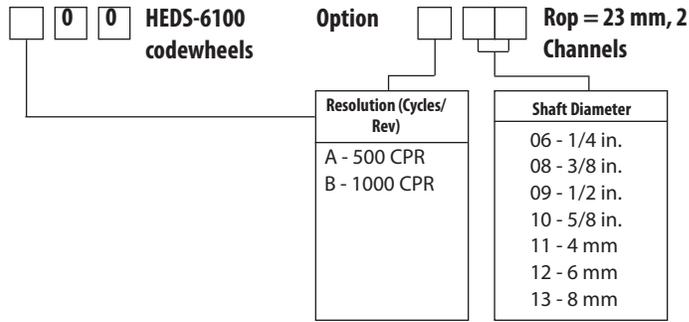 0 0 HEDS-6100 Option Rop = 23 mm, 2
codewheels Channels
Resolution (Cycles/
Rev)
A - 500 CPR
B - 1000 CPR
Shaft Diameter
06 - 1/4 in.
08 - 3/8 in.
09 - 1/2 in.
10 - 5/8 in.
11 - 4 mm
12 - 6 mm
13 - 8 mm